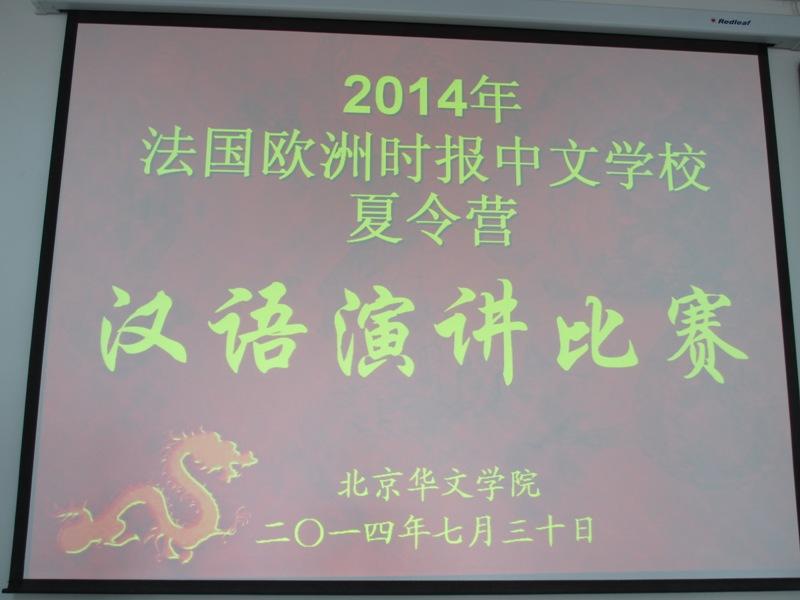 Redleaf
2014年
法国欧洲时报中文学校
夏令营
汉语演讲比赛
北京华文学院
二〇一四年七月三十日